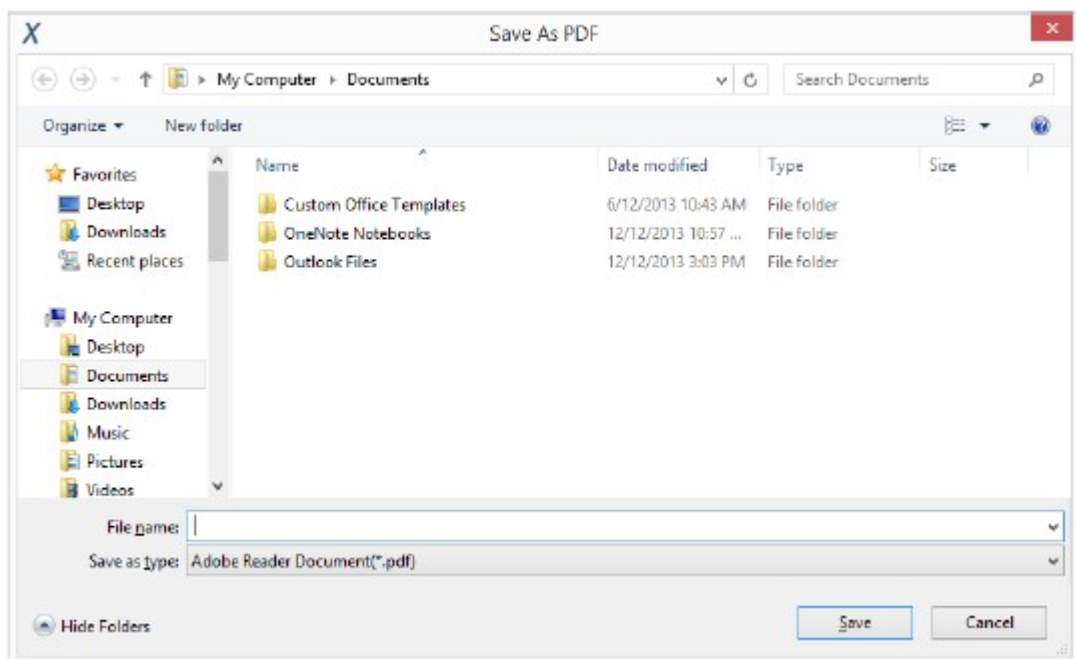 X Save As PDF
My Computer Documents Search Documents
Organize New folder
Favorites
Desktop
Downloads
Recent places
My Computer
Desktop
Documents
Downloads
Music
Pictures
Videos
Name Date modified Type Size
Custom Office Templates 6/12/2013 10:43 AM File folder
OneNote Notebooks 12/12/2013 10:57 ... File folder
Outlook Files 12/12/2013 3:03 PM File folder
File name:
Save as type: Adobe Reader Document(*.pdf)
Hide Folders Save Cancel